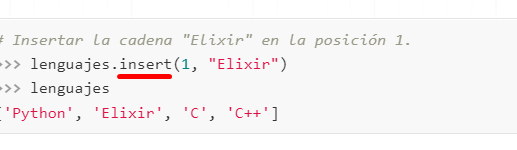 # Insertar la cadena "Elixir" en la posición 1.
>>> lenguajes.insert(1, "Elixir")
>>> lenguajes
['Python', 'Elixir', 'C', 'C++']